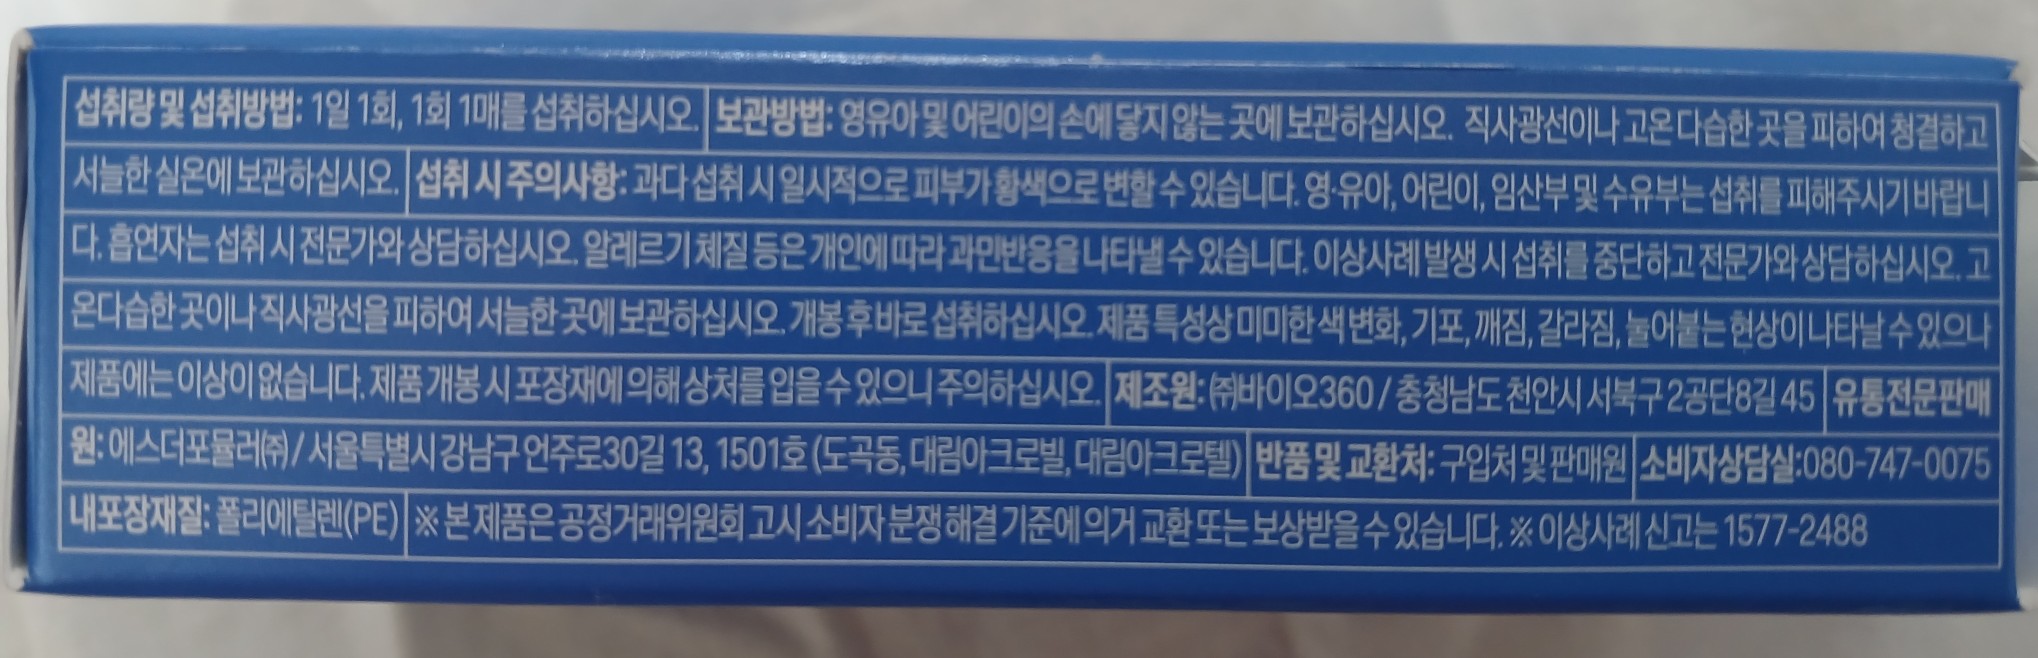 섭취량 및 섭취방법: 1일 1회, 1회 1매를 섭취하십시오. 보관방법: 영유아 및 어린이의 손에 닿지 않는 곳에 보관하십시오. 직사광선이나 고온다습한 곳을 피하여 청결하고
서늘한 실온에 보관하십시오. 섭취 시 주의사항: 과다 섭취 시 일시적으로 피부가 황색으로 변할 수 있습니다. 영·유아, 어린이, 임산부 및 수유부는 섭취를 피해주시기 바랍니
다. 흡연자는 섭취 시 전문가와 상담하십시오. 알레르기 체질 등은 개인에 따라 과민반응을 나타낼 수 있습니다. 이상사례 발생 시 섭취를 중단하고 전문가와 상담하십시오. 고
온다습한 곳이나 직사광선을 피하여 서늘한 곳에 보관하십시오. 개봉 후 바로 섭취하십시오. 제품 특성상 미미한 색 변화, 기포, 깨짐, 갈라짐, 눌어붙는 현상이 나타날 수 있으나
제품에는 이상이 없습니다. 제품 개봉 시 포장재에 의해 상처를 입을 수 있으니 주의하십시오. 제조원: ㈜바이오360 / 충청남도 천안시 서북구 2공단8길 45 유통전문판매
원: 에스더포뮬러㈜ / 서울특별시 강남구 언주로30길 13, 1501호 (도곡동, 대림아크로빌, 대림아크로텔) 반품 및 교환처: 구입처 및 판매원 소비자상담실:080-747-0075
내포장재질: 폴리에틸렌(PE) ※ 본 제품은 공정거래위원회 고시 소비자 분쟁 해결 기준에 의거 교환 또는 보상받을 수 있습니다. ※ 이상사례 신고는 1577-2488